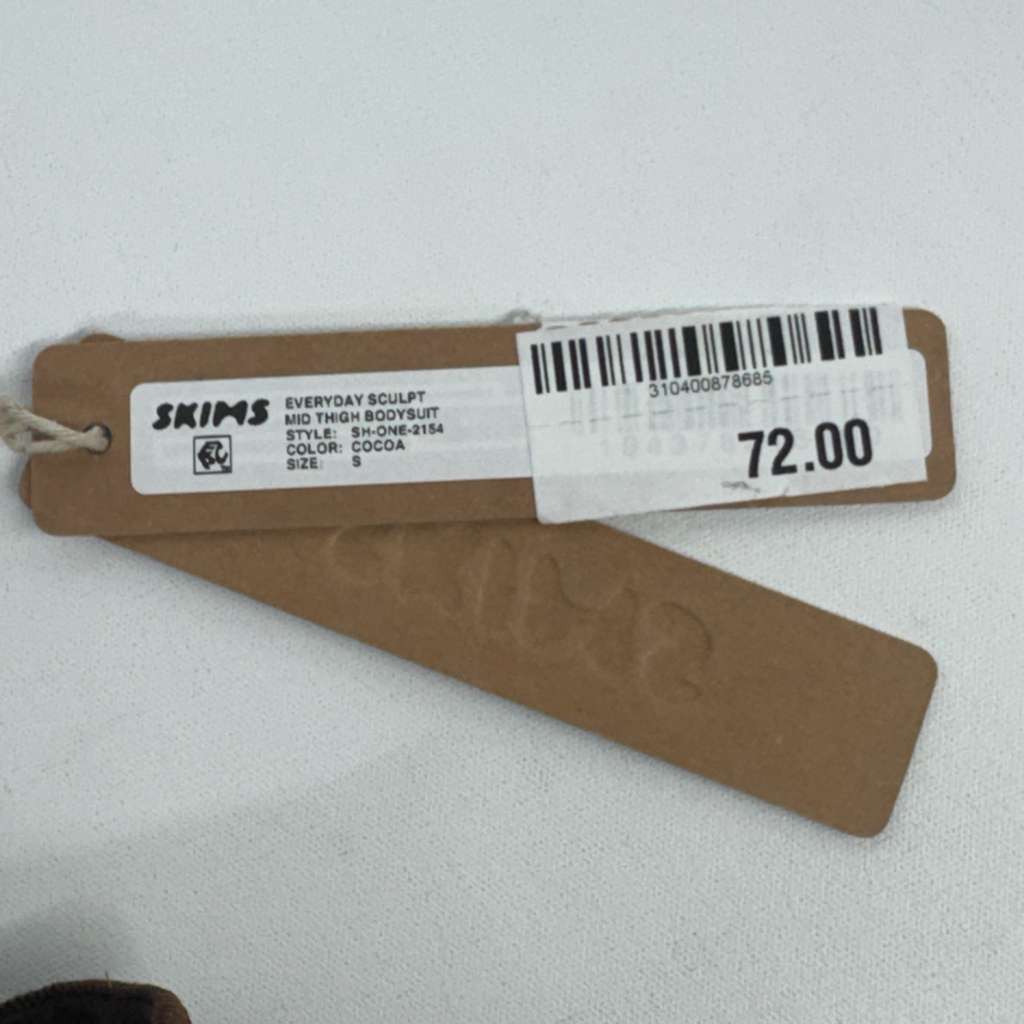 SKIMS
EVERYDAY SCULPT
MID THIGH BODYSUIT
STYLE: SH-ONE-2154
COLOR: COCOA
SIZE: S
310400878685
72.00